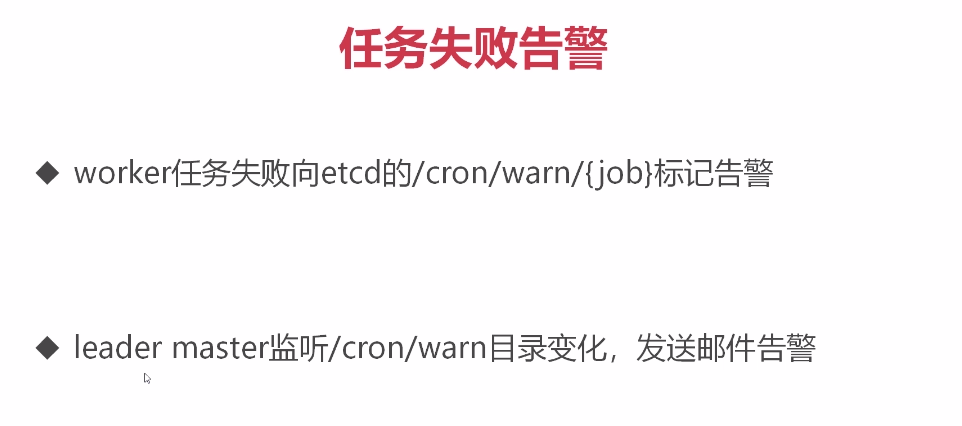 任务失败告警
◆ worker任务失败向etcd的/cron/warn/{job}标记告警
◆ leader master监听/cron/warn目录变化，发送邮件告警